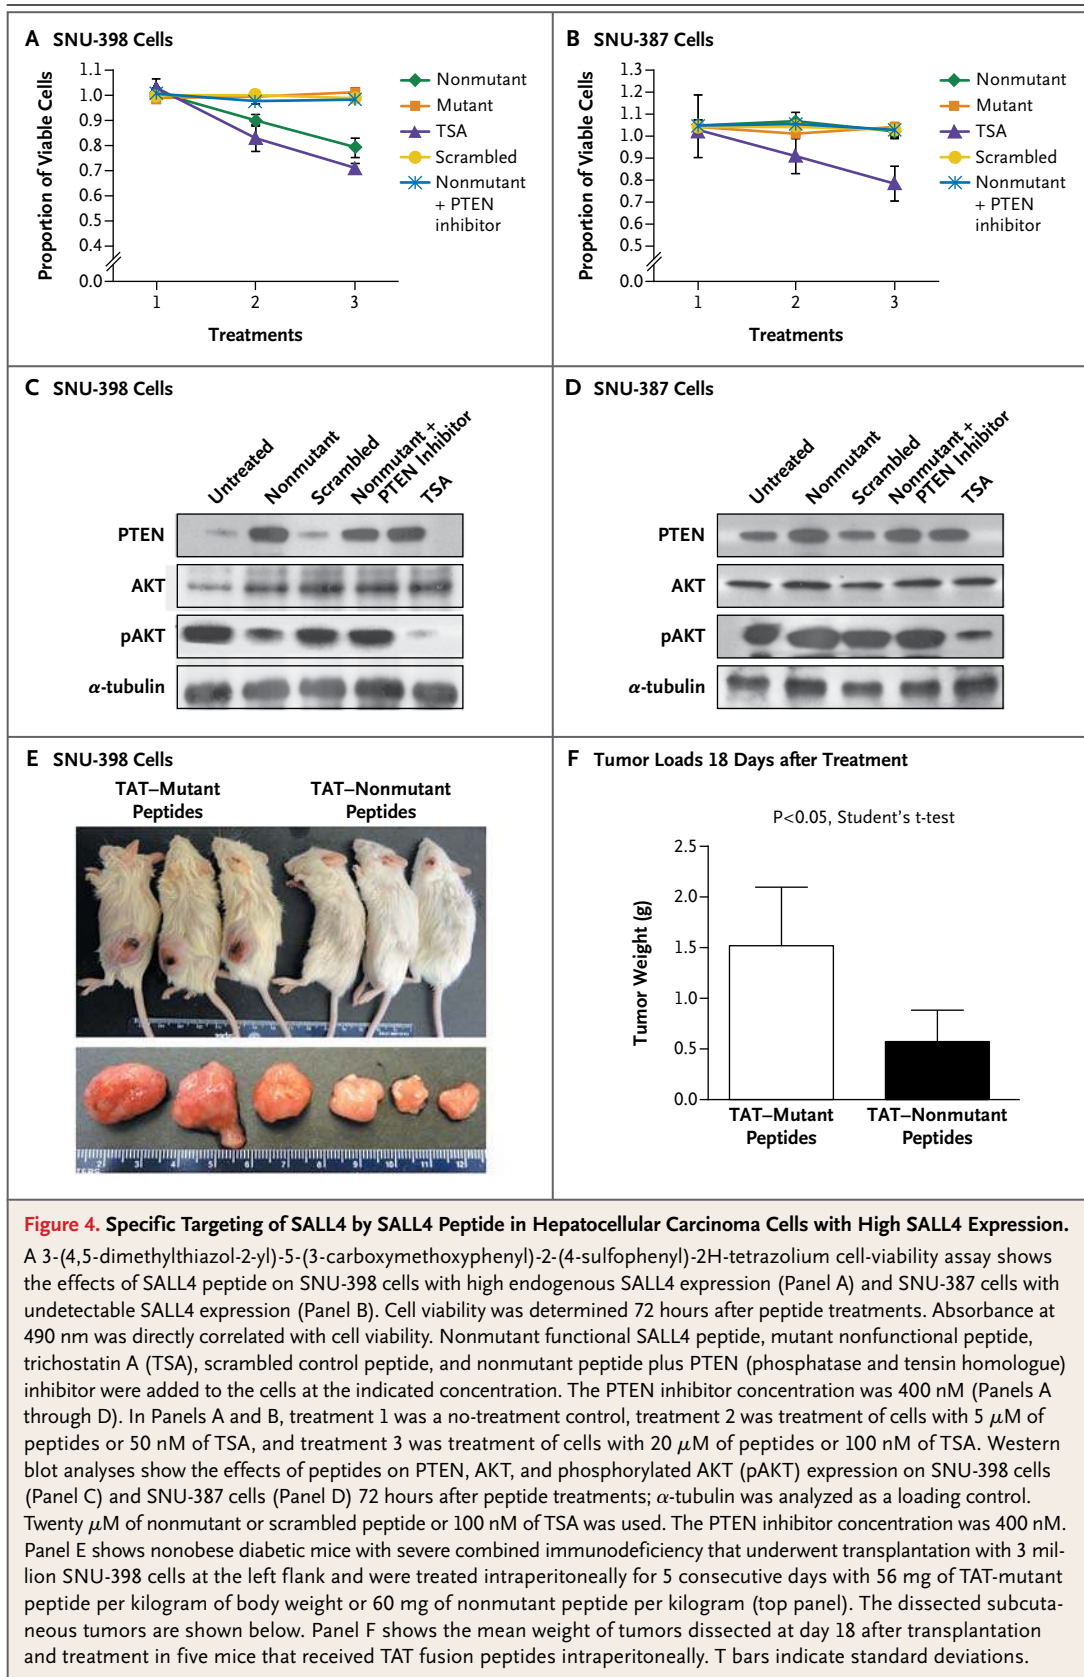 A SNU-398 Cells
1.1
1.0
0.9
0.8
0.7
0.6
0.5
0.4
0.0
Proportion of Viable Cells
1 2 3
Treatments
Nonmutant
Mutant
TSA
Scrambled
Nonmutant
+ PTEN
inhibitor
B SNU-387 Cells
1.3
1.2
1.1
1.0
0.9
0.8
0.7
0.6
0.5
0.0
Proportion of Viable Cells
1 2 3
Treatments
Nonmutant
Mutant
TSA
Scrambled
Nonmutant
+ PTEN
inhibitor
C SNU-398 Cells
Untreated
Nonmutant
Scrambled
Nonmutant +
PTEN Inhibitor
TSA
PTEN
AKT
pAKT
α-tubulin
D SNU-387 Cells
Untreated
Nonmutant
Scrambled
Nonmutant +
PTEN Inhibitor
TSA
PTEN
AKT
pAKT
α-tubulin
E SNU-398 Cells
TAT–Mutant
Peptides
TAT–Nonmutant
Peptides
2 3 4 5 6 7 8 9 10 11 12
F Tumor Loads 18 Days after Treatment
P<0.05, Student's t-test
2.5
2.0
1.5
1.0
0.5
0.0
Tumor Weight (g)
TAT–Mutant
Peptides
TAT–Nonmutant
Peptides
Figure 4. Specific Targeting of SALL4 by SALL4 Peptide in Hepatocellular Carcinoma Cells with High SALL4 Expression.
A 3-(4,5-dimethylthiazol-2-yl)-5-(3-carboxymethoxyphenyl)-2-(4-sulfophenyl)-2H-tetrazolium cell-viability assay shows
the effects of SALL4 peptide on SNU-398 cells with high endogenous SALL4 expression (Panel A) and SNU-387 cells with
undetectable SALL4 expression (Panel B). Cell viability was determined 72 hours after peptide treatments. Absorbance at
490 nm was directly correlated with cell viability. Nonmutant functional SALL4 peptide, mutant nonfunctional peptide,
trichostatin A (TSA), scrambled control peptide, and nonmutant peptide plus PTEN (phosphatase and tensin homologue)
inhibitor were added to the cells at the indicated concentration. The PTEN inhibitor concentration was 400 nM (Panels A
through D). In Panels A and B, treatment 1 was a no-treatment control, treatment 2 was treatment of cells with 5 μM of
peptides or 50 nM of TSA, and treatment 3 was treatment of cells with 20 μM of peptides or 100 nM of TSA. Western
blot analyses show the effects of peptides on PTEN, AKT, and phosphorylated AKT (pAKT) expression on SNU-398 cells
(Panel C) and SNU-387 cells (Panel D) 72 hours after peptide treatments; α-tubulin was analyzed as a loading control.
Twenty μM of nonmutant or scrambled peptide or 100 nM of TSA was used. The PTEN inhibitor concentration was 400 nM.
Panel E shows nonobese diabetic mice with severe combined immunodeficiency that underwent transplantation with 3 mil-
lion SNU-398 cells at the left flank and were treated intraperitoneally for 5 consecutive days with 56 mg of TAT-mutant
peptide per kilogram of body weight or 60 mg of nonmutant peptide per kilogram (top panel). The dissected subcuta-
neous tumors are shown below. Panel F shows the mean weight of tumors dissected at day 18 after transplantation
and treatment in five mice that received TAT fusion peptides intraperitoneally. T bars indicate standard deviations.